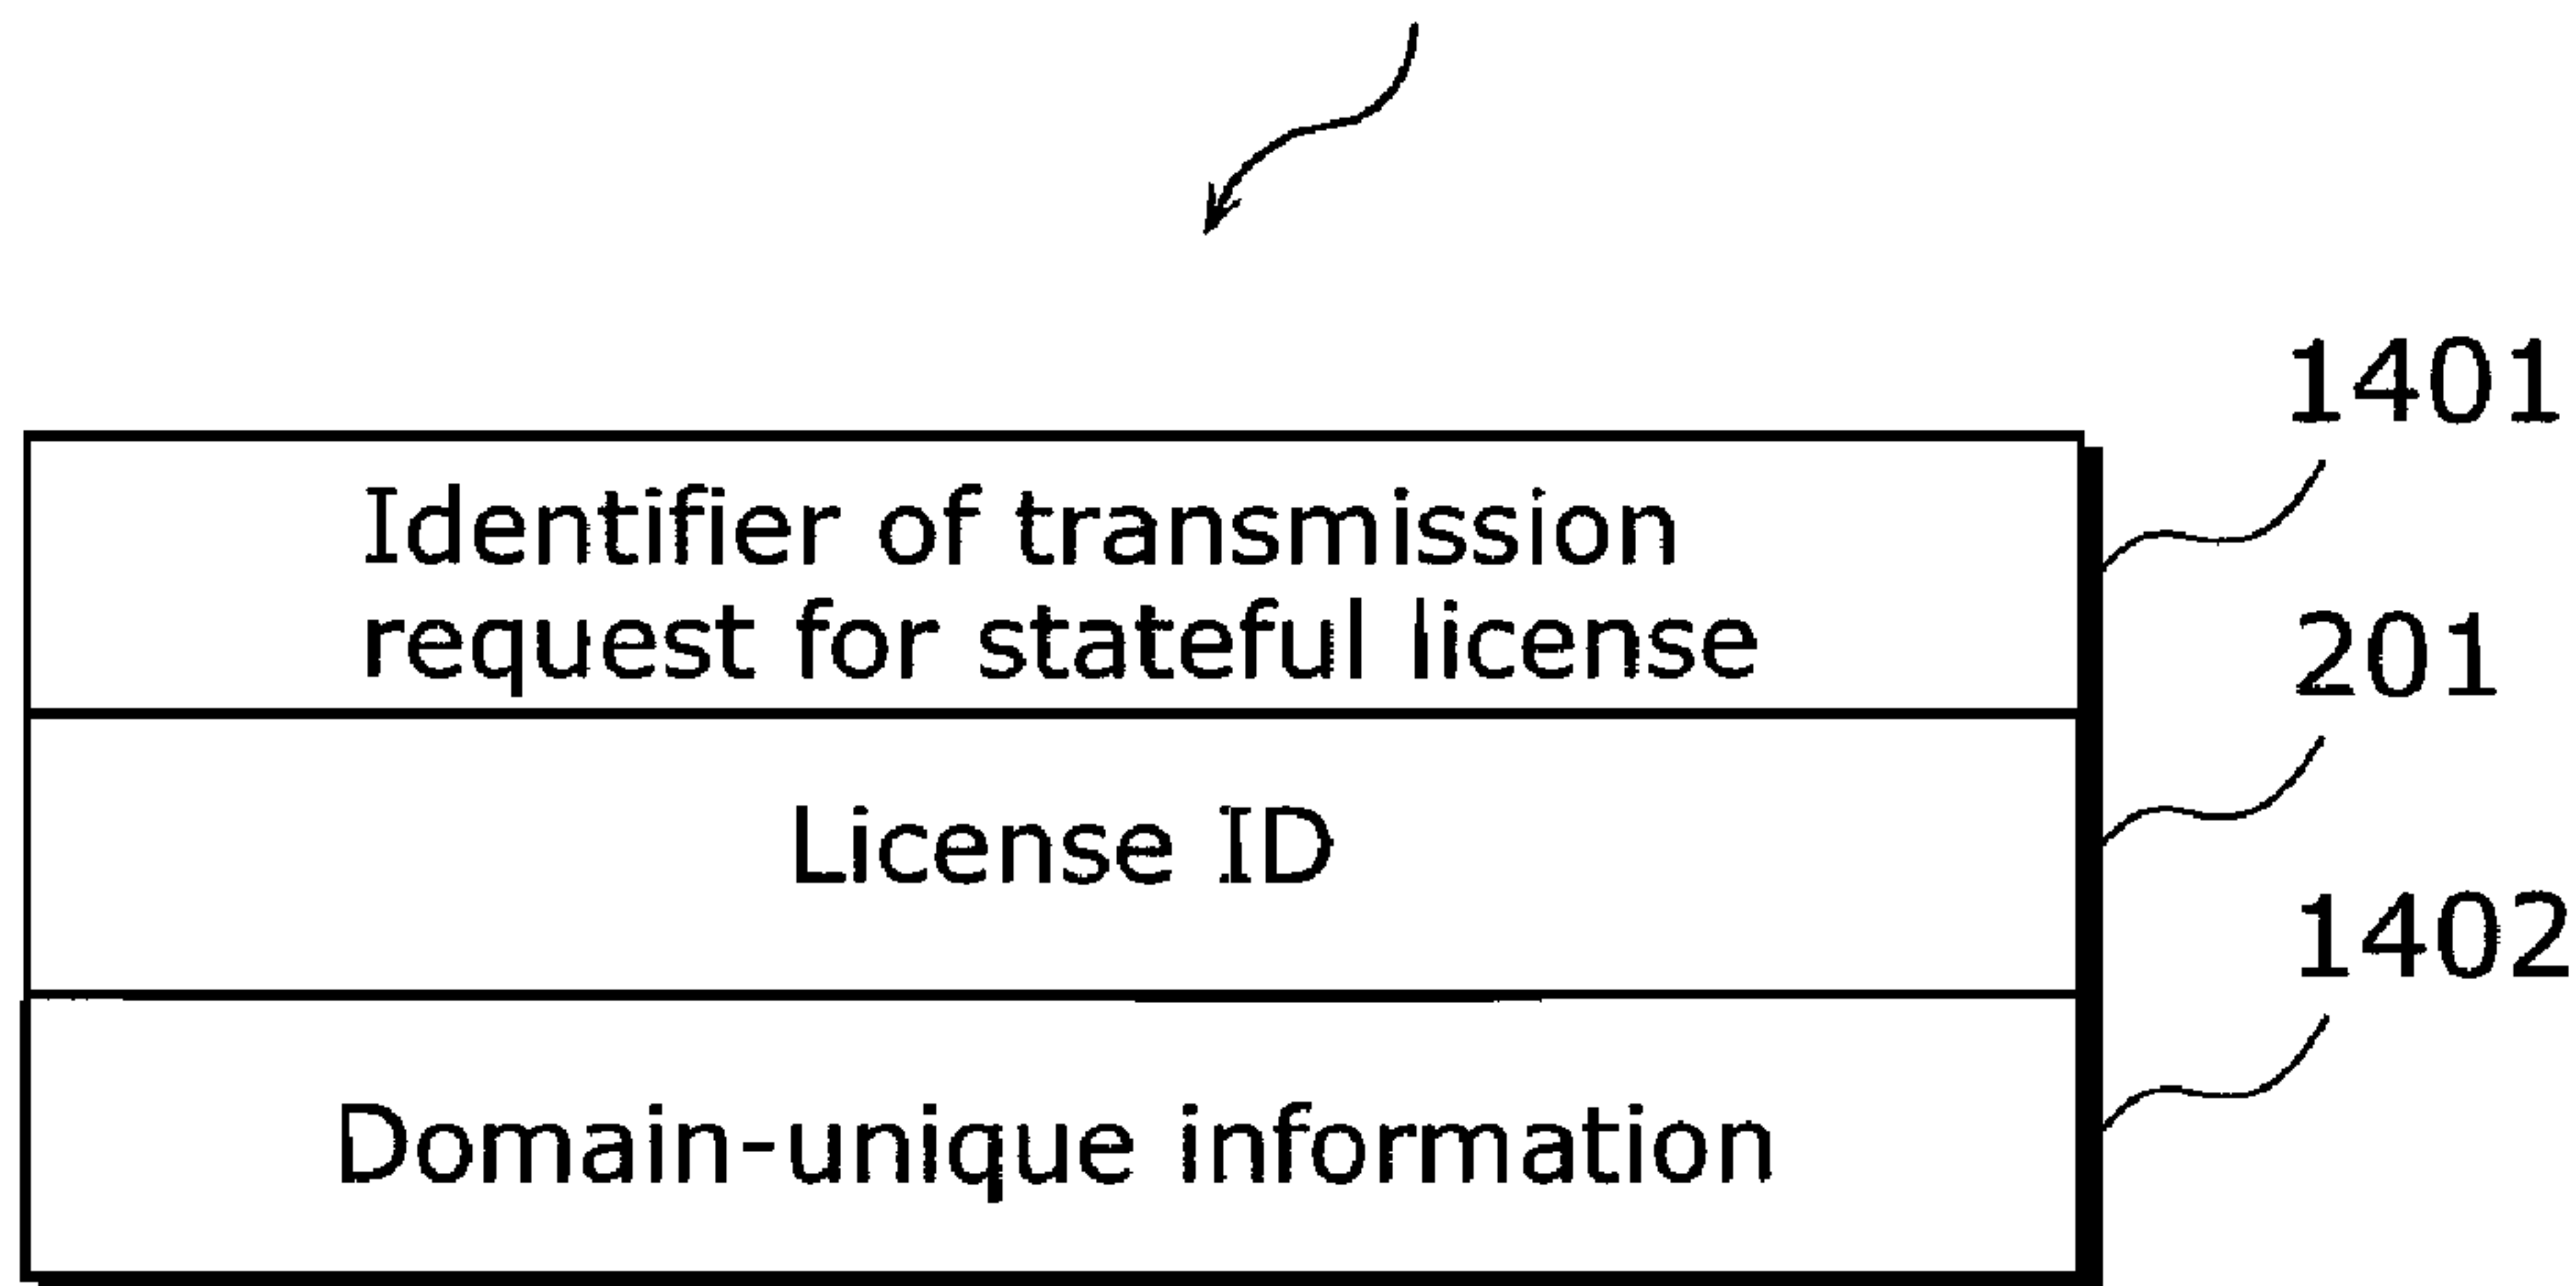 1401
Identifier of transmission
request for stateful license
201
License ID
1402
Domain-unique information